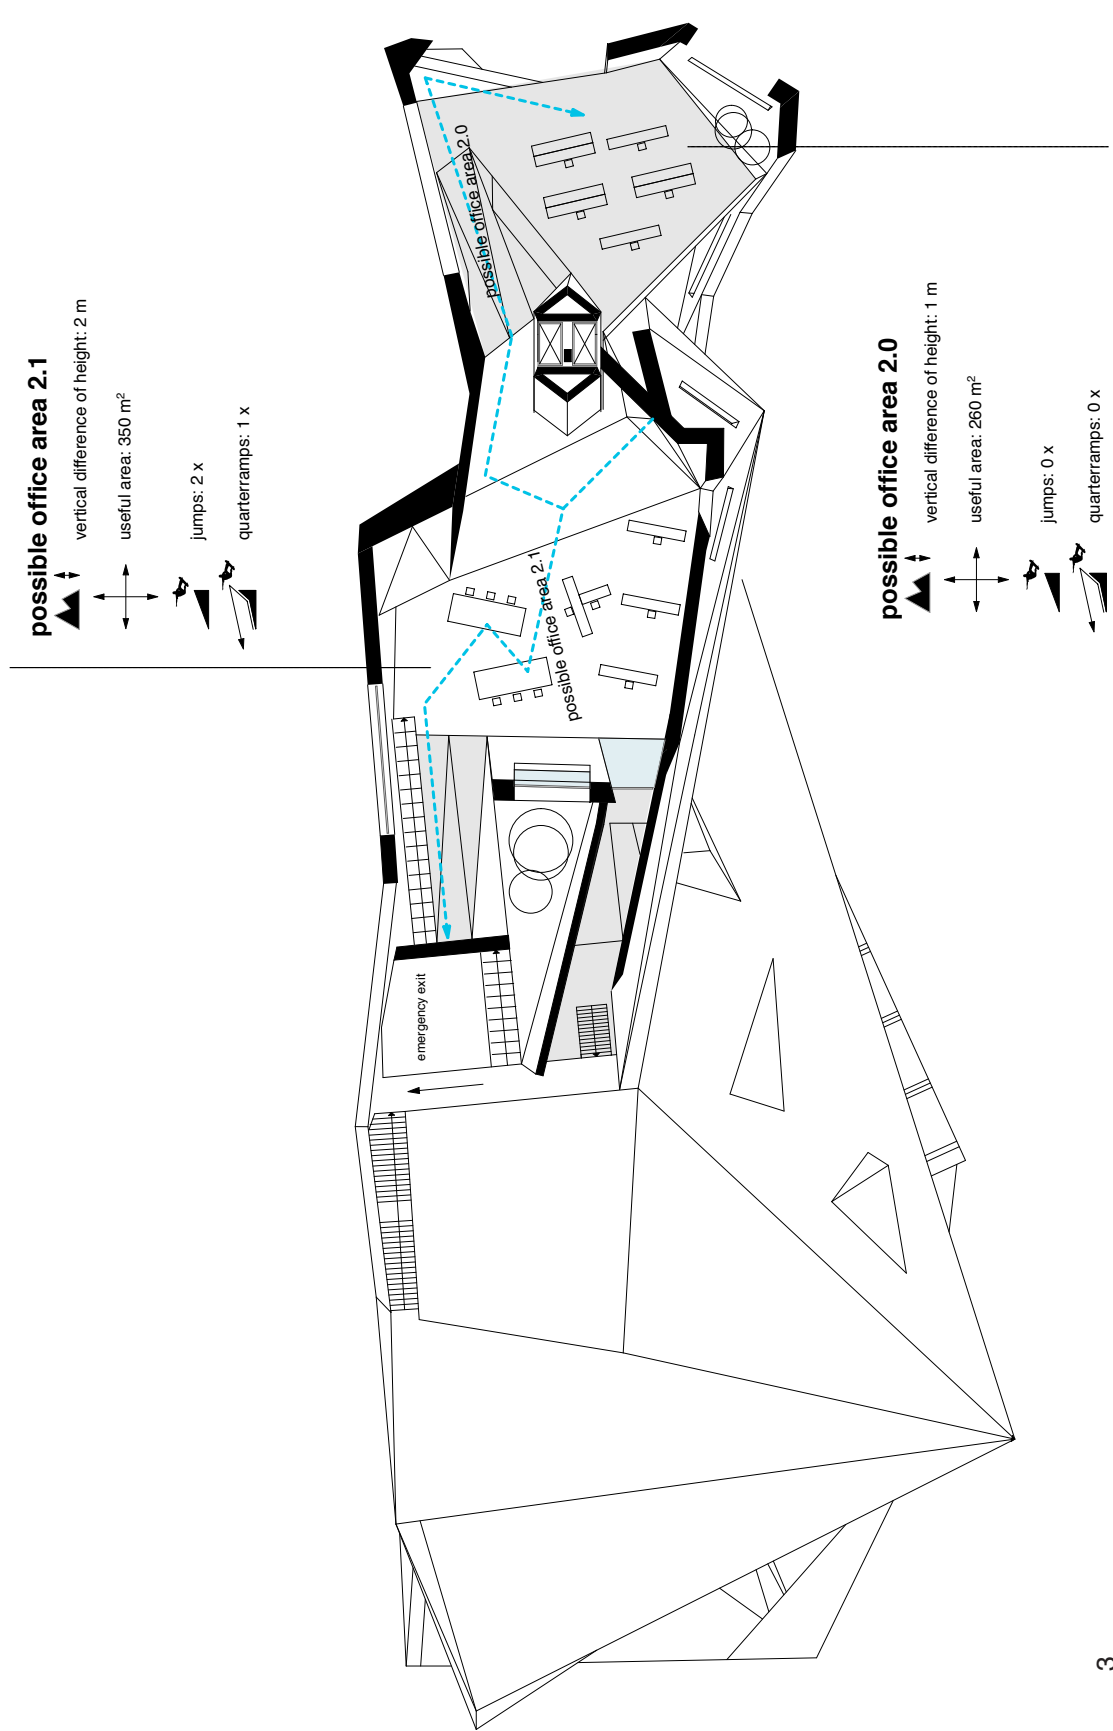 possible office area 2.1
vertical difference of height: 2 m
useful area: 350 m²
jumps: 2 x
quarterramps: 1 x
possible office area 2.0
vertical difference of height: 1 m
useful area: 260 m²
jumps: 0 x
quarterramps: 0 x
possible office area 2.0
possible office area 2.1
emergency exit
3